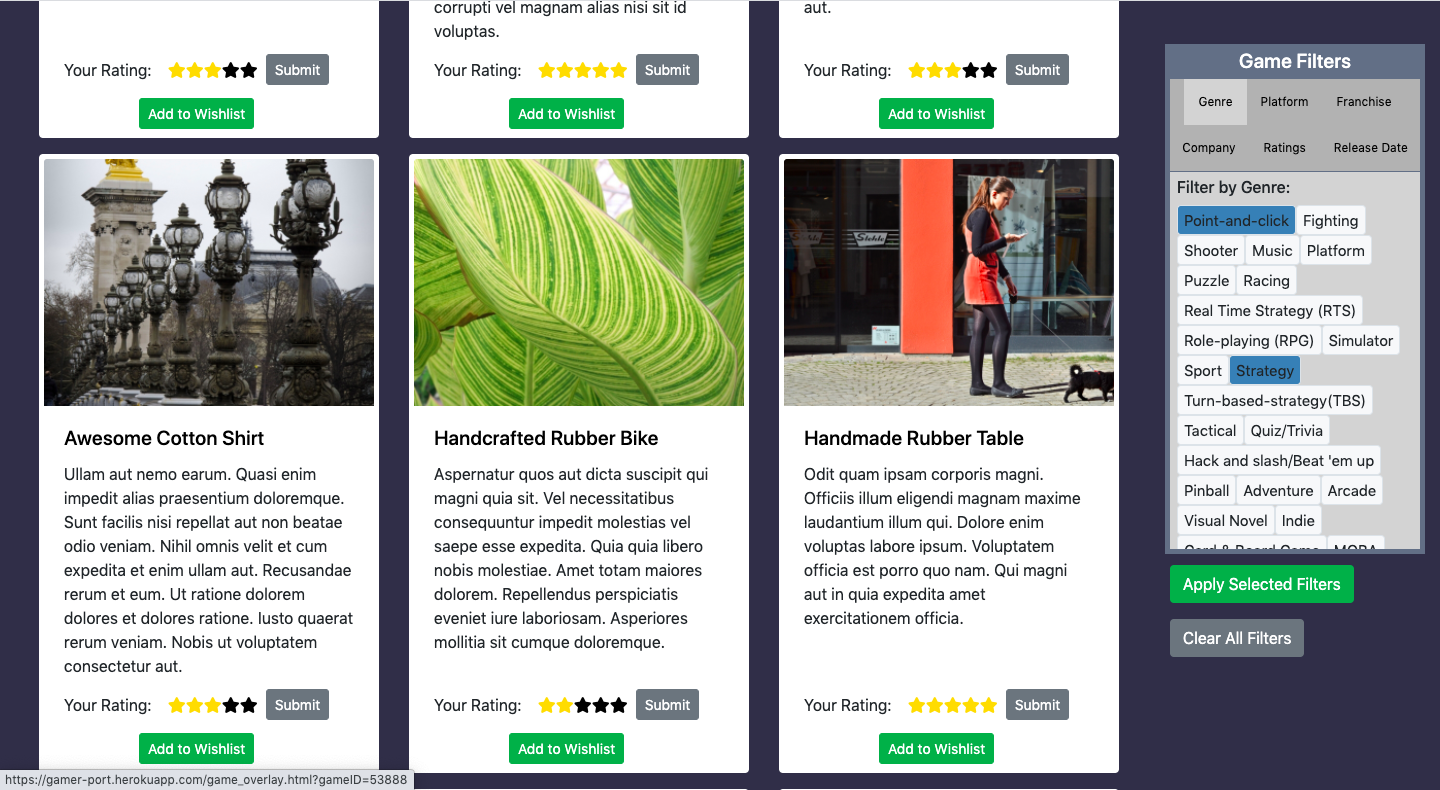 corrupti vel magnam alias nisi sit id
voluptas.
aut.
Your Rating: Submit
Your Rating: Submit
Your Rating: Submit
Add to Wishlist
Add to Wishlist
Add to Wishlist
Stehle
Awesome Cotton Shirt
Ullam aut nemo earum. Quasi enim
impedit alias praesentium doloremque.
Sunt facilis nisi repellat aut non beatae
odio veniam. Nihil omnis velit et cum
expedita et enim ullam aut. Recusandae
rerum et eum. Ut ratione dolorem
dolores et dolores ratione. Iusto quaerat
rerum veniam. Nobis ut voluptatem
consectetur aut.
Your Rating: Submit
Add to Wishlist
Handcrafted Rubber Bike
Aspernatur quos aut dicta suscipit qui
magni quia sit. Vel necessitatibus
consequuntur impedit molestias vel
saepe esse expedita. Quia quia libero
nobis molestiae. Amet totam maiores
dolorem. Repellendus perspiciatis
eveniet iure laboriosam. Asperiores
mollitia sit cumque doloremque.
Your Rating: Submit
Add to Wishlist
Handmade Rubber Table
Odit quam ipsam corporis magni.
Officiis illum eligendi magnam maxime
laudantium illum qui. Dolore enim
voluptas labore ipsum. Voluptatem
officia est porro quo nam. Qui magni
aut in quia expedita amet
exercitationem officia.
Your Rating: Submit
Add to Wishlist
Game Filters
Genre Platform Franchise
Company Ratings Release Date
Filter by Genre:
Point-and-click Fighting
Shooter Music Platform
Puzzle Racing
Real Time Strategy (RTS)
Role-playing (RPG) Simulator
Sport Strategy
Turn-based-strategy(TBS)
Tactical Quiz/Trivia
Hack and slash/Beat 'em up
Pinball Adventure Arcade
Visual Novel Indie
Card & Board Game MOBA
Apply Selected Filters
Clear All Filters
https://gamer-port.herokuapp.com/game_overlay.html?gameID=53888